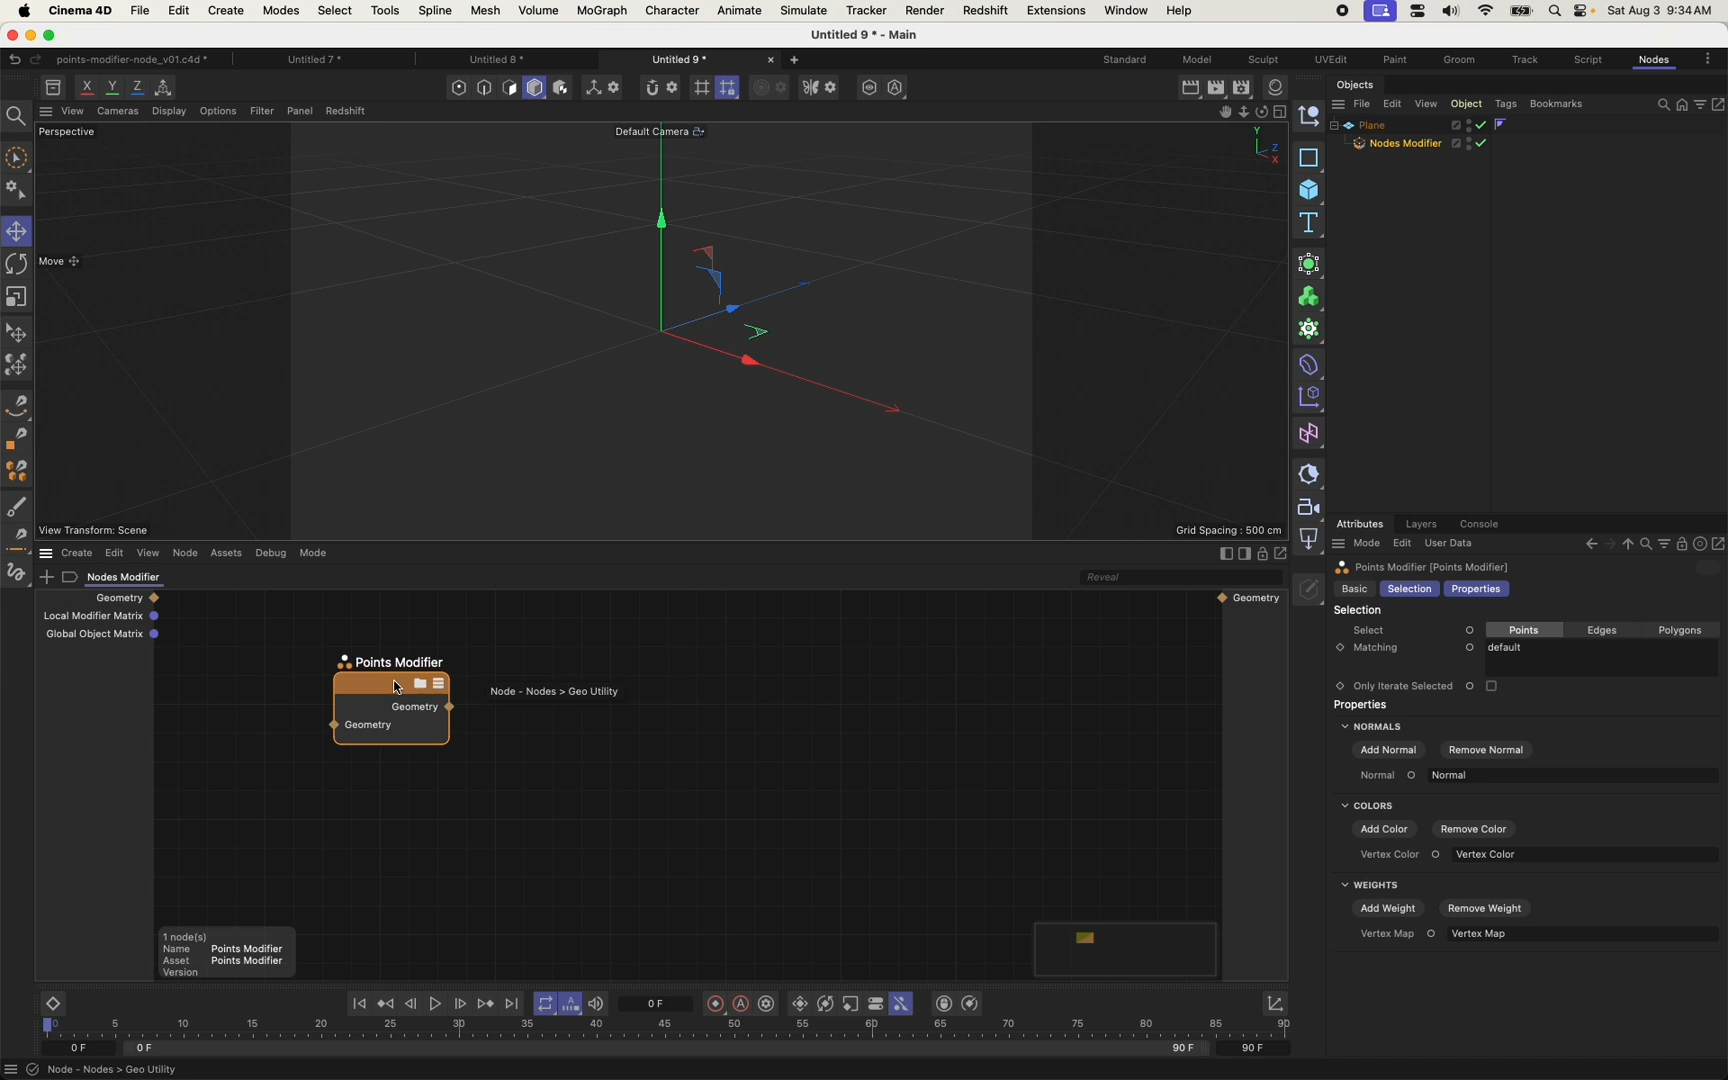 Cinema 4D File Edit Create Modes Select Tools Spline Mesh Volume MoGraph Character Animate Simulate Tracker Render Redshift Extensions Window Help Sat Aug 3 9:34 AM
Untitled 9 * - Main
points-modifier-node_v01.c4d * Untitled 7 * Untitled 8 * Untitled 9 * Standard Model Sculpt UVEdit Paint Groom Track Script Nodes
X Y Z
Objects
View Cameras Display Options Filter Panel Redshift
File Edit View Object Tags Bookmarks
Perspective
Default Camera
Y
Z
X
Plane
Nodes Modifier
Move
View Transform: Scene
Grid Spacing : 500 cm
Attributes Layers Console
Mode Edit User Data
Create Edit View Node Assets Debug Mode
Nodes Modifier
Reveal
Points Modifier [Points Modifier]
Basic Selection Properties
Geometry
Local Modifier Matrix
Global Object Matrix
Geometry
Selection
Select Points Edges Polygons
Matching default
Only Iterate Selected
Properties
NORMALS
Add Normal Remove Normal
Normal Normal
COLORS
Add Color Remove Color
Vertex Color Vertex Color
WEIGHTS
Add Weight Remove Weight
Vertex Map Vertex Map
Points Modifier
Geometry
Geometry
Node - Nodes > Geo Utility
1 node(s)
Name Points Modifier
Asset Points Modifier
Version
0 F
0 5 10 15 20 25 30 35 40 45 50 55 60 65 70 75 80 85 90
0 F 0 F 90 F 90 F
Node - Nodes > Geo Utility